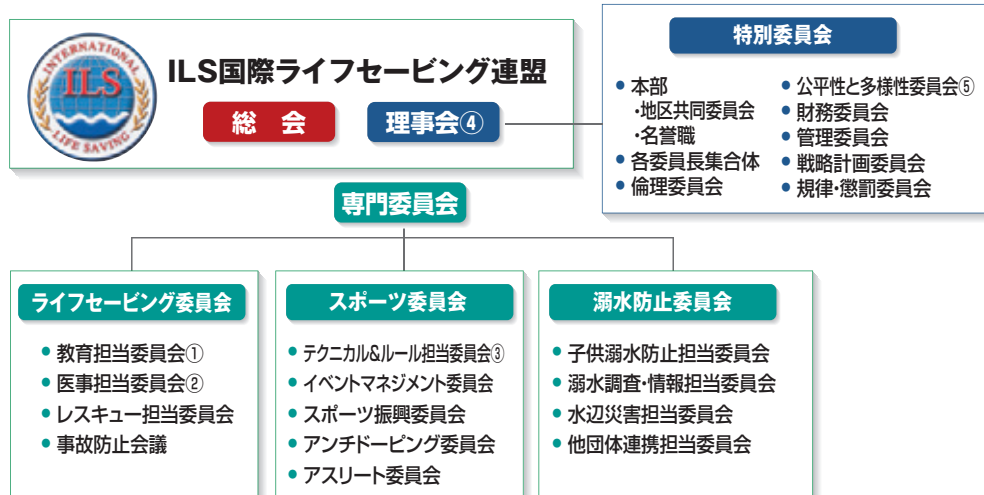 INTERNATIONAL
ILS
LIFE SAVING
ILS国際ライフセービング連盟
総 会
理事会④
特別委員会
• 本部
・地区共同委員会
・名誉職
• 各委員長集合体
• 倫理委員会
• 公平性と多様性委員会⑤
• 財務委員会
• 管理委員会
• 戦略計画委員会
• 規律・懲罰委員会
専門委員会
ライフセービング委員会
• 教育担当委員会①
• 医事担当委員会②
• レスキュー担当委員会
• 事故防止会議
スポーツ委員会
• テクニカル&ルール担当委員会③
• イベントマネジメント委員会
• スポーツ振興委員会
• アンチドーピング委員会
• アスリート委員会
溺水防止委員会
• 子供溺水防止担当委員会
• 溺水調査・情報担当委員会
• 水辺災害担当委員会
• 他団体連携担当委員会